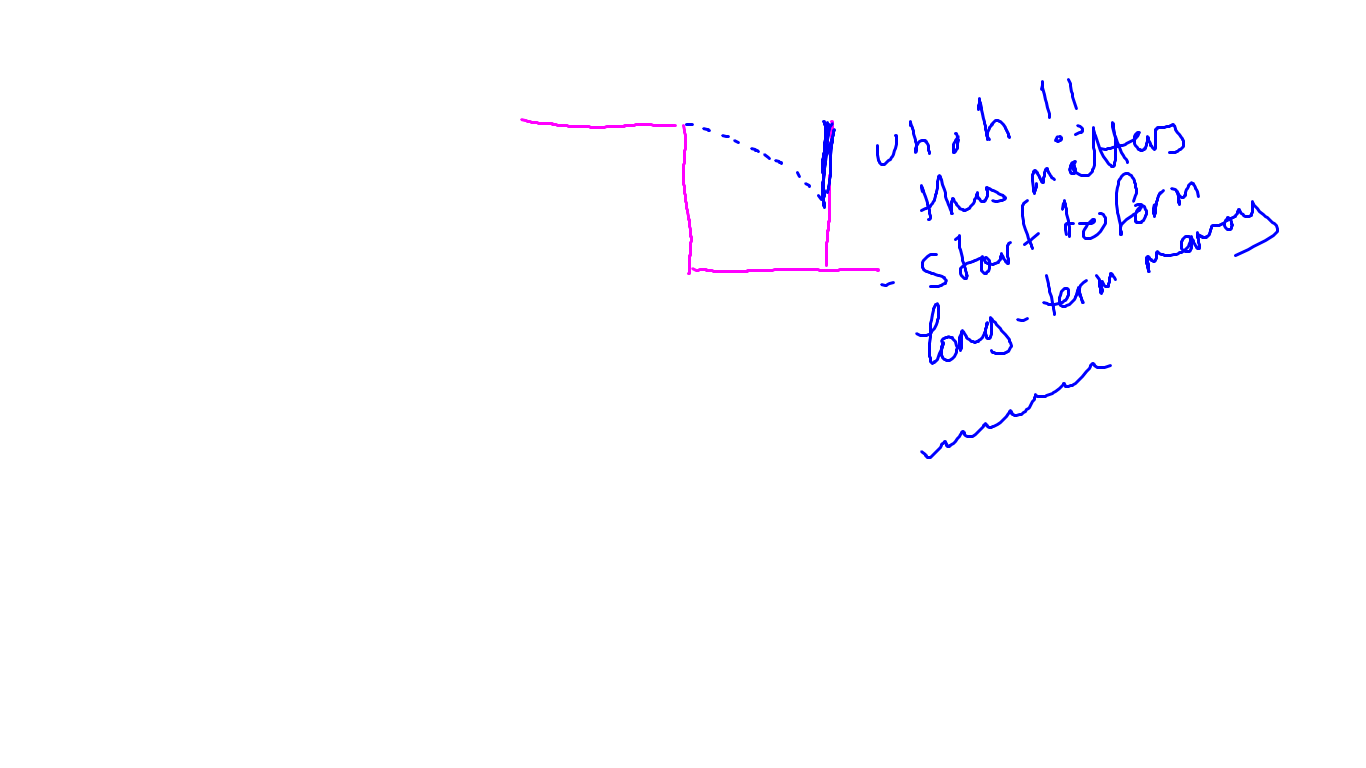 uh oh !!
this matters
- start to form
long-term memory